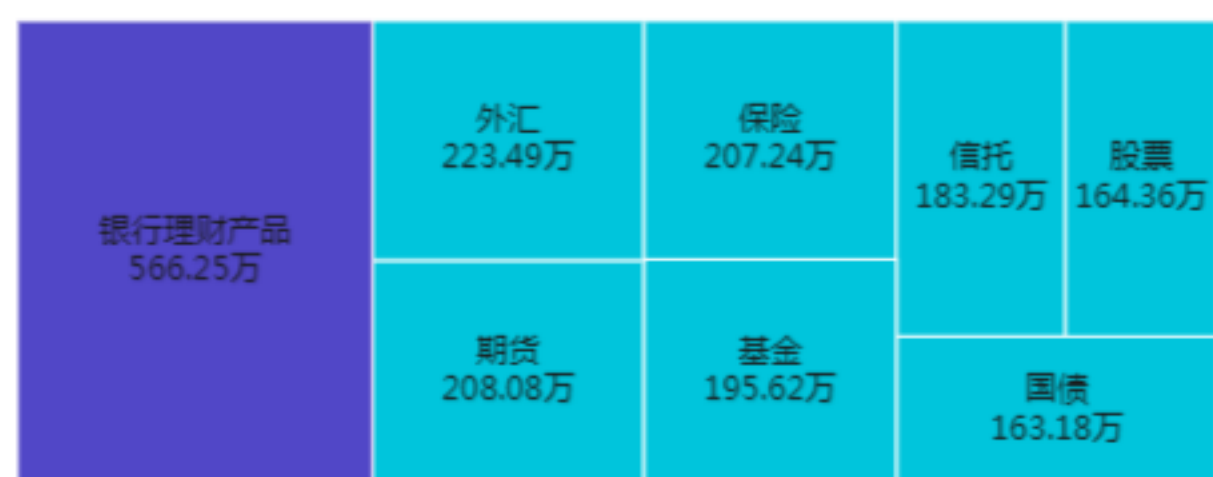 银行理财产品
566.25万
外汇
223.49万
期货
208.08万
保险
207.24万
基金
195.62万
信托
183.29万
股票
164.36万
国债
163.18万